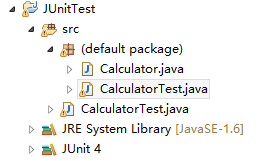 JUnitTest
src
(default package)
Calculator.java
CalculatorTest.java
CalculatorTest.java
JRE System Library [JavaSE-1.6]
JUnit 4